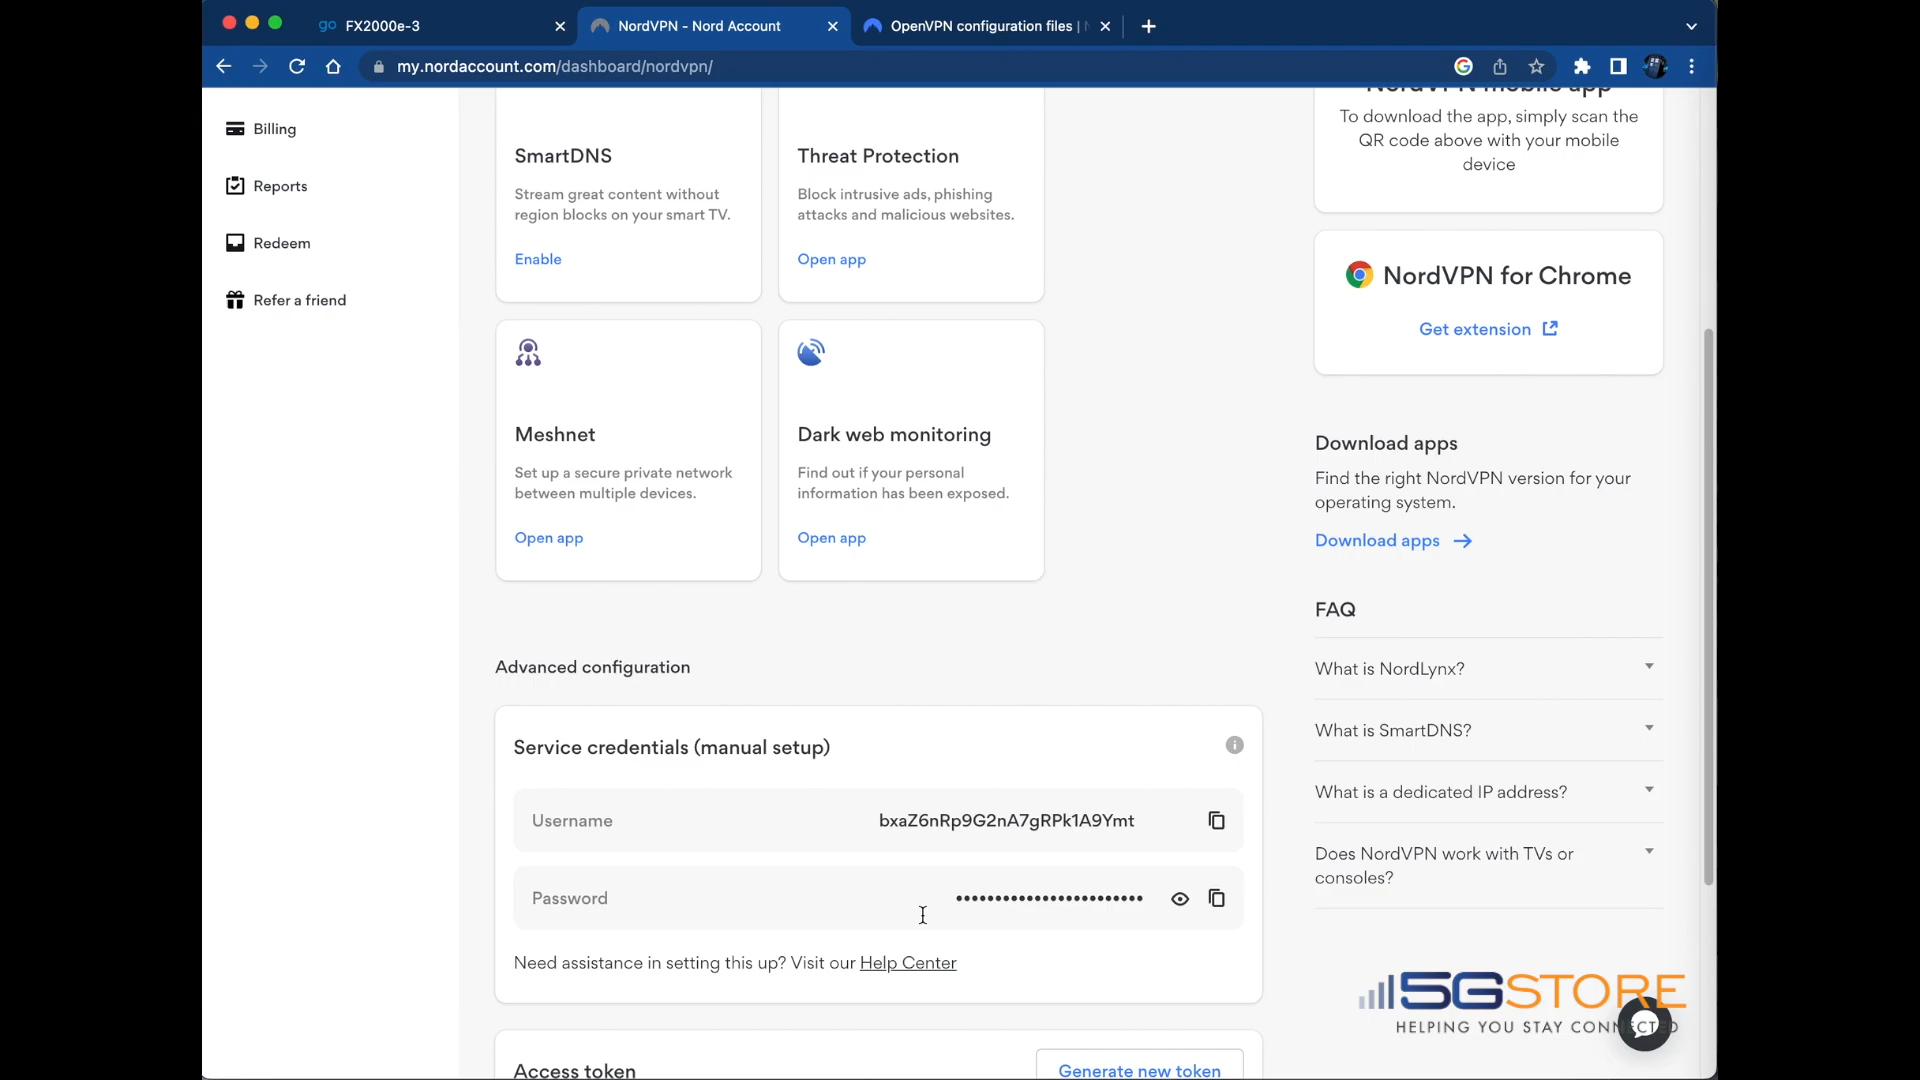 go FX2000e-3
NordVPN - Nord Account
OpenVPN configuration files |
my.nordaccount.com/dashboard/nordvpn/
Billing
Reports
Redeem
Refer a friend
SmartDNS
Stream great content without
region blocks on your smart TV.
Enable
Threat Protection
Block intrusive ads, phishing
attacks and malicious websites.
Open app
Meshnet
Set up a secure private network
between multiple devices.
Open app
Dark web monitoring
Find out if your personal
information has been exposed.
Open app
Advanced configuration
Service credentials (manual setup)
Username bxaZ6nRp9G2nA7gRPk1A9Ymt
Password ••••••••••••••••••••••••
Need assistance in setting this up? Visit our Help Center
Access token
Generate new token
NordVPN mobile app
To download the app, simply scan the
QR code above with your mobile
device
NordVPN for Chrome
Get extension
Download apps
Find the right NordVPN version for your
operating system.
Download apps
FAQ
What is NordLynx?
What is SmartDNS?
What is a dedicated IP address?
Does NordVPN work with TVs or
consoles?
5GSTORE
HELPING YOU STAY CONNECTED